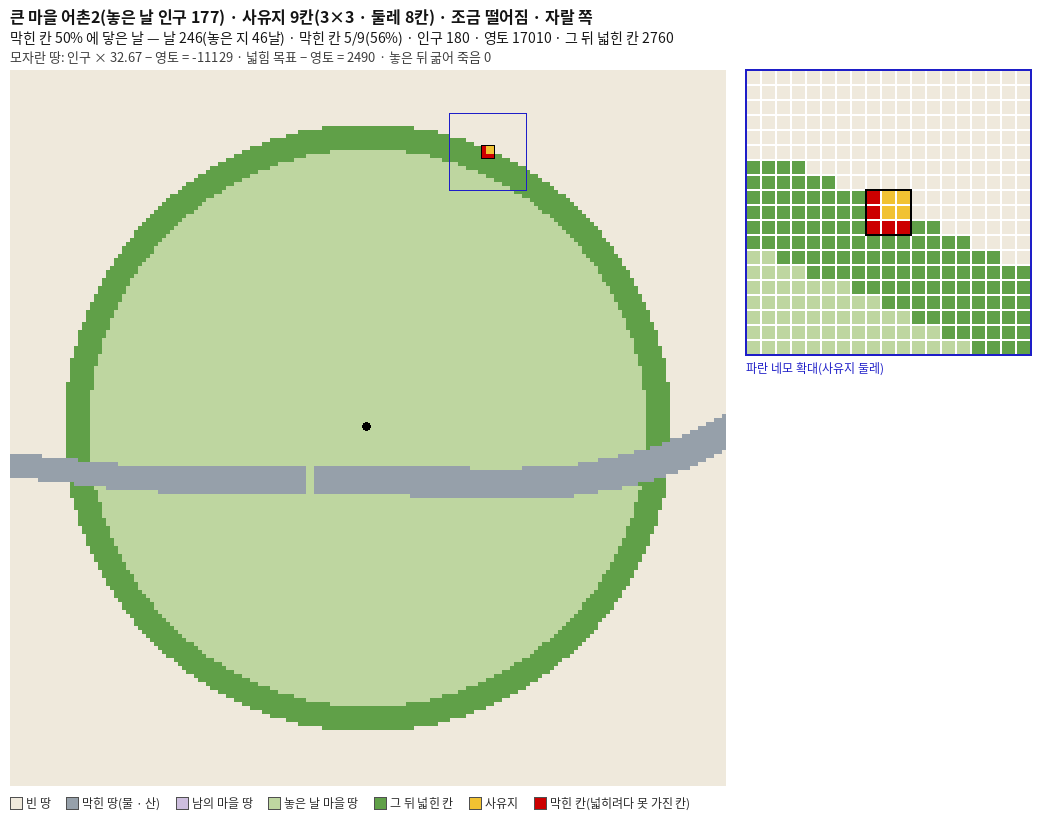 큰 마을 어촌2(놓은 날 인구 177) · 사유지 9칸(3×3 · 둘레 8칸) · 조금 떨어짐 · 자랄 쪽
막힌 칸 50% 에 닿은 날 — 날 246(놓은 지 46날) · 막힌 칸 5/9(56%) · 인구 180 · 영토 17010 · 그 뒤 넓힌 칸 2760
모자란 땅: 인구 × 32.67 − 영토 = -11129 · 넓힘 목표 − 영토 = 2490 · 놓은 뒤 굶어 죽음 0
파란 네모 확대(사유지 둘레)
빈 땅 막힌 땅(물 · 산) 남의 마을 땅 놓은 날 마을 땅 그 뒤 넓힌 칸 사유지 막힌 칸(넓히려다 못 가진 칸)